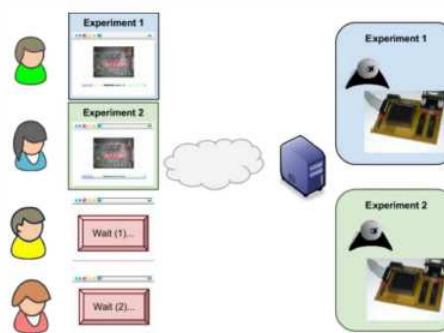 Experiment 1
Experiment 2
Wait (1)...
Wait (2)...
Experiment 1
Experiment 2